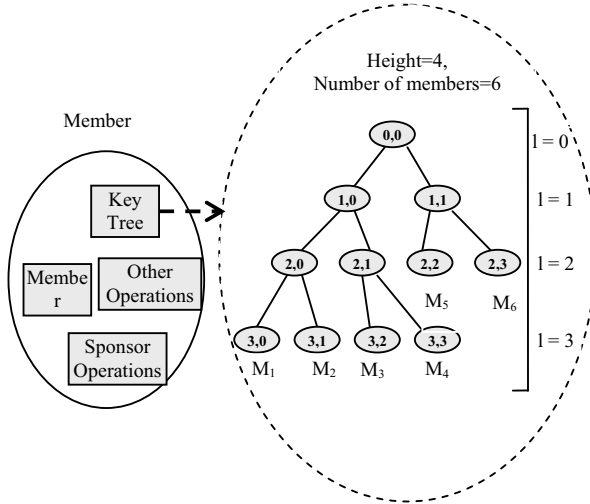 Height=4,
Number of members=6
Member
0,0
l = 0
Key
Tree
1,0
1,1
l = 1
Membe
r
Other
Operations
2,0
2,1
2,2
2,3
l = 2
M5
M6
Sponsor
Operations
3,0
3,1
3,2
3,3
l = 3
M1
M2
M3
M4